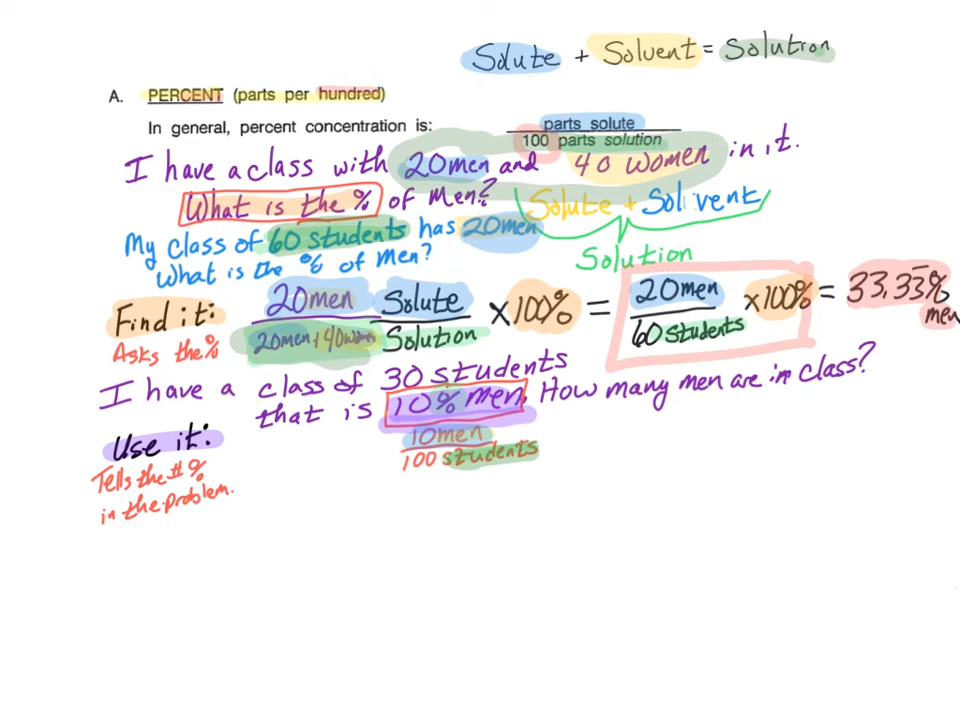 Solute + Solvent = Solution
A. PERCENT (parts per hundred)
In general, percent concentration is: parts solute
100 parts solution
I have a class with 20men and 40 women in it.
What is the % of men?
Solute + Solvent
My class of 60 students has 20men
What is the % of men?
Solution
Find it: 20men Solute ×100% = 20men ×100% = 33.33% men
20men + 40wom Solution 60 students
Asks the %
I have a class of 30 students
that is 10% men. How many men are in class?
Use it: 10men
100 students
Tells the #%
in the problem.